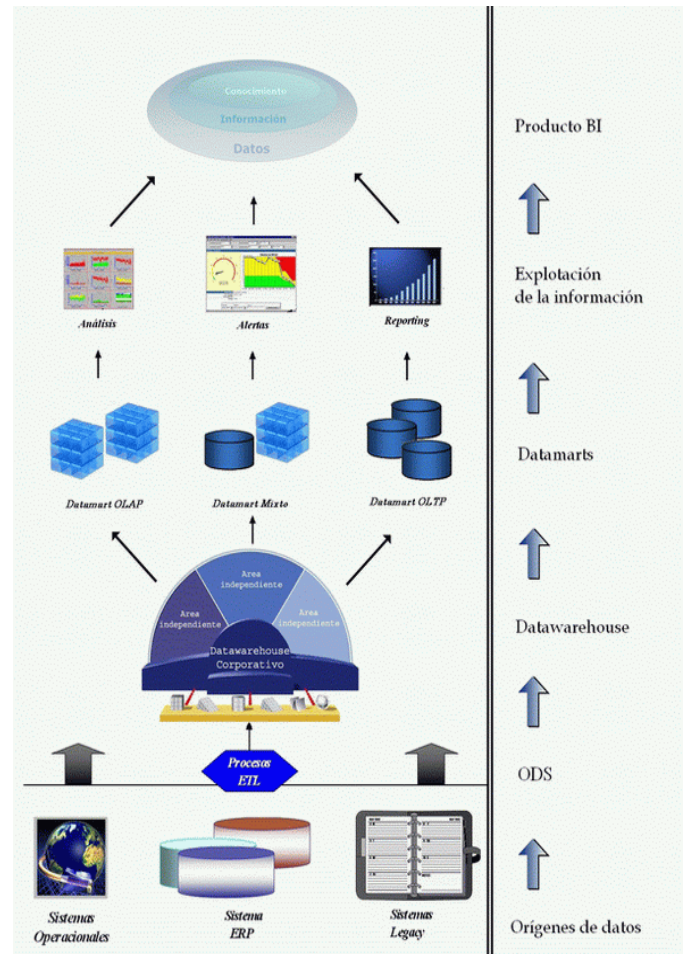 Conocimiento
Información
Datos
Producto BI
Análisis
Alertas
Reporting
Explotación
de la información
Datamart OLAP
Datamart Mixto
Datamart OLTP
Datamarts
Area
independiente
Area
independiente
Area
independiente
Datawarehouse
Corporativo
Datawarehouse
Procesos
ETL
ODS
Sistemas
Operacionales
Sistema
ERP
Sistemas
Legacy
Orígenes de datos